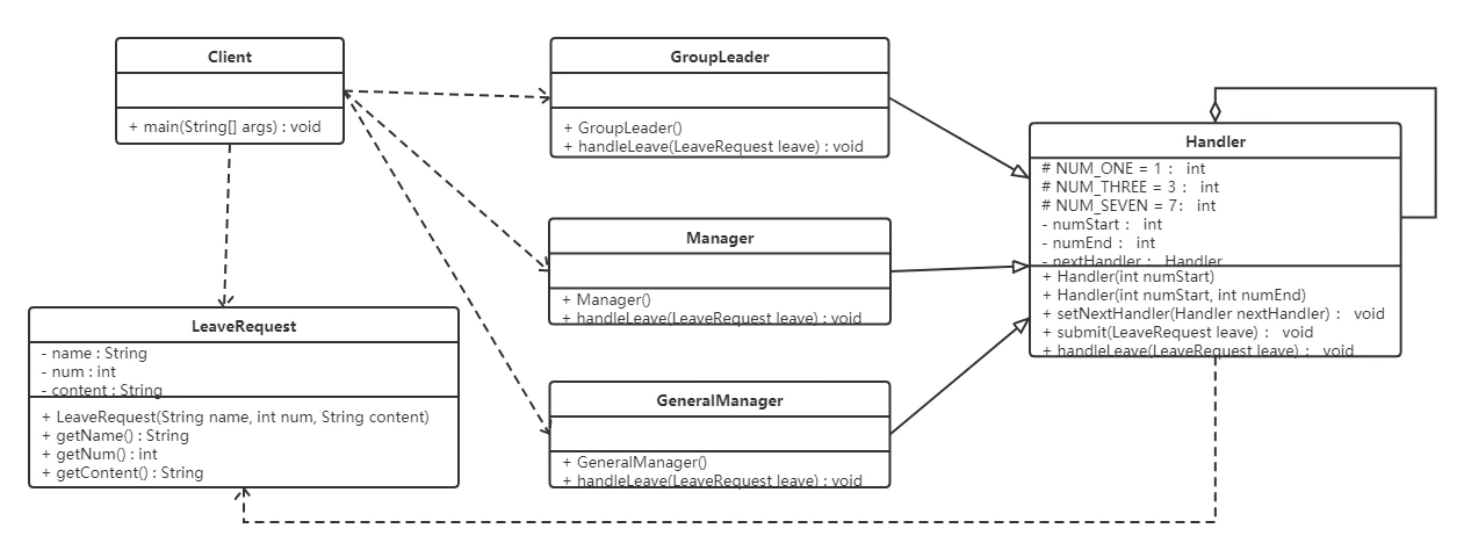 Client
+ main(String[] args) : void
GroupLeader
+ GroupLeader()
+ handleLeave(LeaveRequest leave) : void
Handler
# NUM_ONE = 1 : int
# NUM_THREE = 3 : int
# NUM_SEVEN = 7 : int
- numStart : int
- numEnd : int
- nextHandler : Handler
+ Handler(int numStart)
+ Handler(int numStart, int numEnd)
+ setNextHandler(Handler nextHandler) : void
+ submit(LeaveRequest leave) : void
+ handleLeave(LeaveRequest leave) : void
Manager
+ Manager()
+ handleLeave(LeaveRequest leave) : void
LeaveRequest
- name : String
- num : int
- content : String
+ LeaveRequest(String name, int num, String content)
+ getName() : String
+ getNum() : int
+ getContent() : String
GeneralManager
+ GeneralManager()
+ handleLeave(LeaveRequest leave) : void